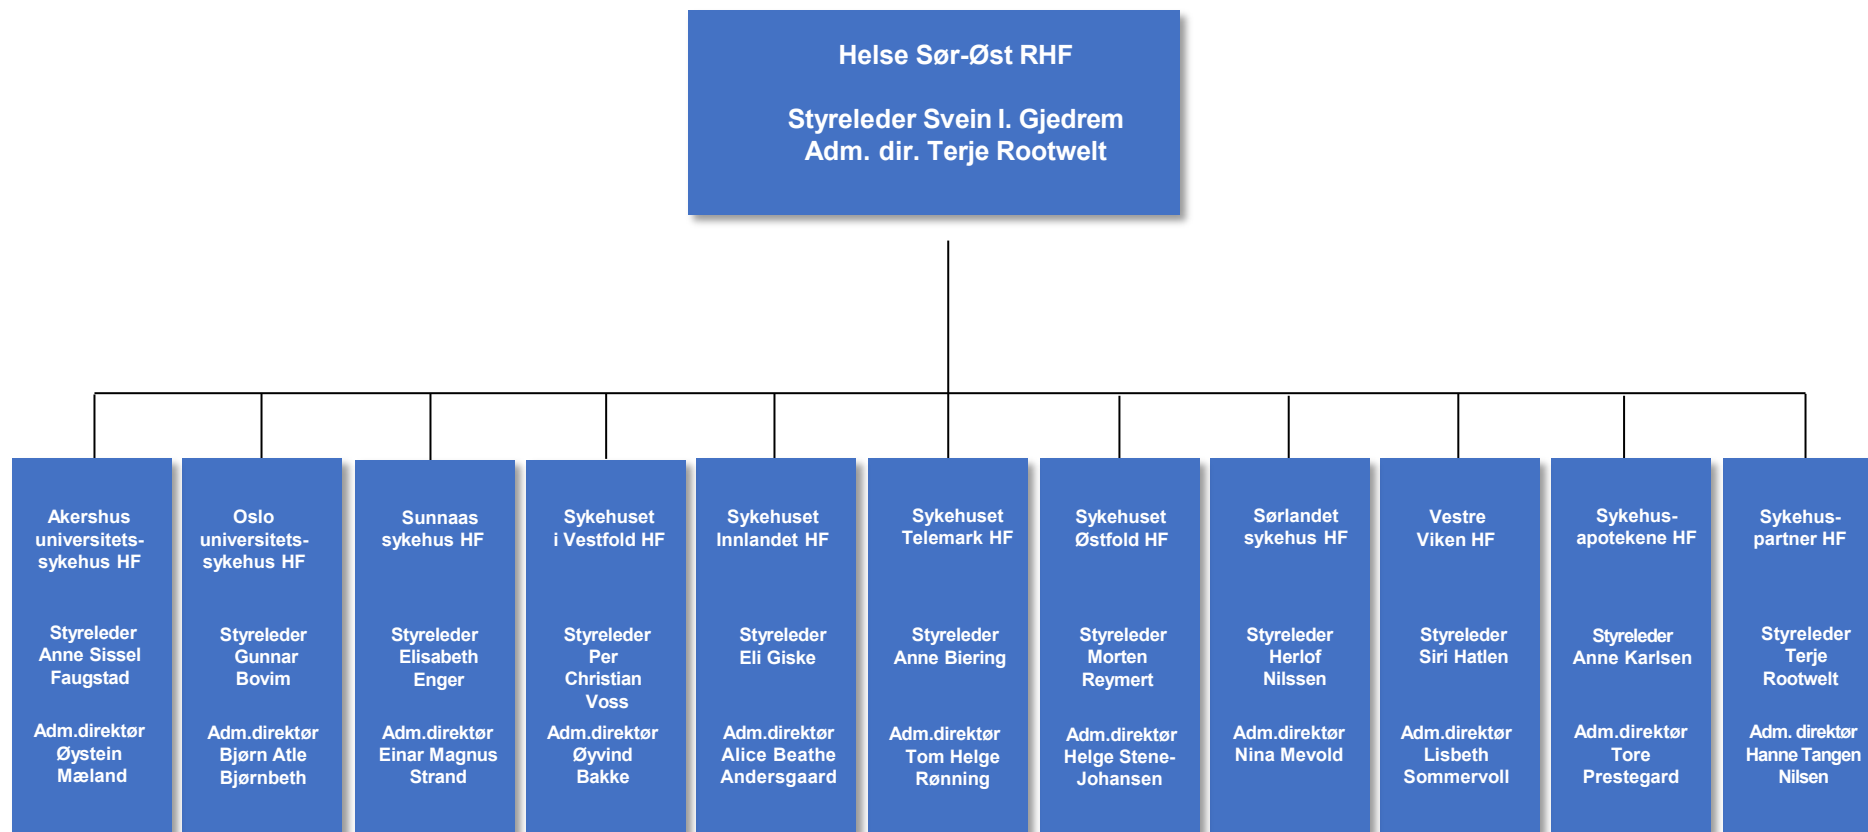 Helse Sør-Øst RHF
Styreleder Svein I. Gjedrem
Adm. dir. Terje Rootwelt
Akershus
universitets-
sykehus HF
Styreleder
Anne Sissel
Faugstad
Adm.direktør
Øystein
Mæland
Oslo
universitets-
sykehus HF
Styreleder
Gunnar
Bovim
Adm.direktør
Bjørn Atle
Bjørnbeth
Sunnaas
sykehus HF
Styreleder
Elisabeth
Enger
Adm.direktør
Einar Magnus
Strand
Sykehuset
i Vestfold HF
Styreleder
Per
Christian
Voss
Adm.direktør
Øyvind
Bakke
Sykehuset
Innlandet HF
Styreleder
Eli Giske
Adm.direktør
Alice Beathe
Andersgaard
Sykehuset
Telemark HF
Styreleder
Anne Biering
Adm.direktør
Tom Helge
Rønning
Sykehuset
Østfold HF
Styreleder
Morten
Reymert
Adm.direktør
Helge Stene-
Johansen
Sørlandet
sykehus HF
Styreleder
Herlof
Nilssen
Adm.direktør
Nina Mevold
Vestre
Viken HF
Styreleder
Siri Hatlen
Adm.direktør
Lisbeth
Sommervoll
Sykehus-
apotekene HF
Styreleder
Anne Karlsen
Adm.direktør
Tore
Prestegard
Sykehus-
partner HF
Styreleder
Terje
Rootwelt
Adm. direktør
Hanne Tangen
Nilsen